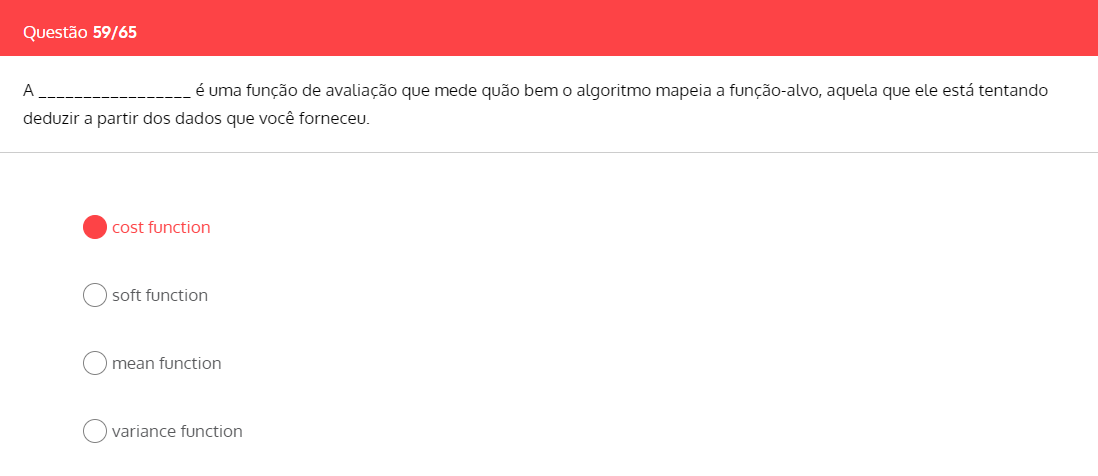 Questão 59/65
A _________________ é uma função de avaliação que mede quão bem o algoritmo mapeia a função-alvo, aquela que ele está tentando
deduzir a partir dos dados que você forneceu.
cost function
soft function
mean function
variance function